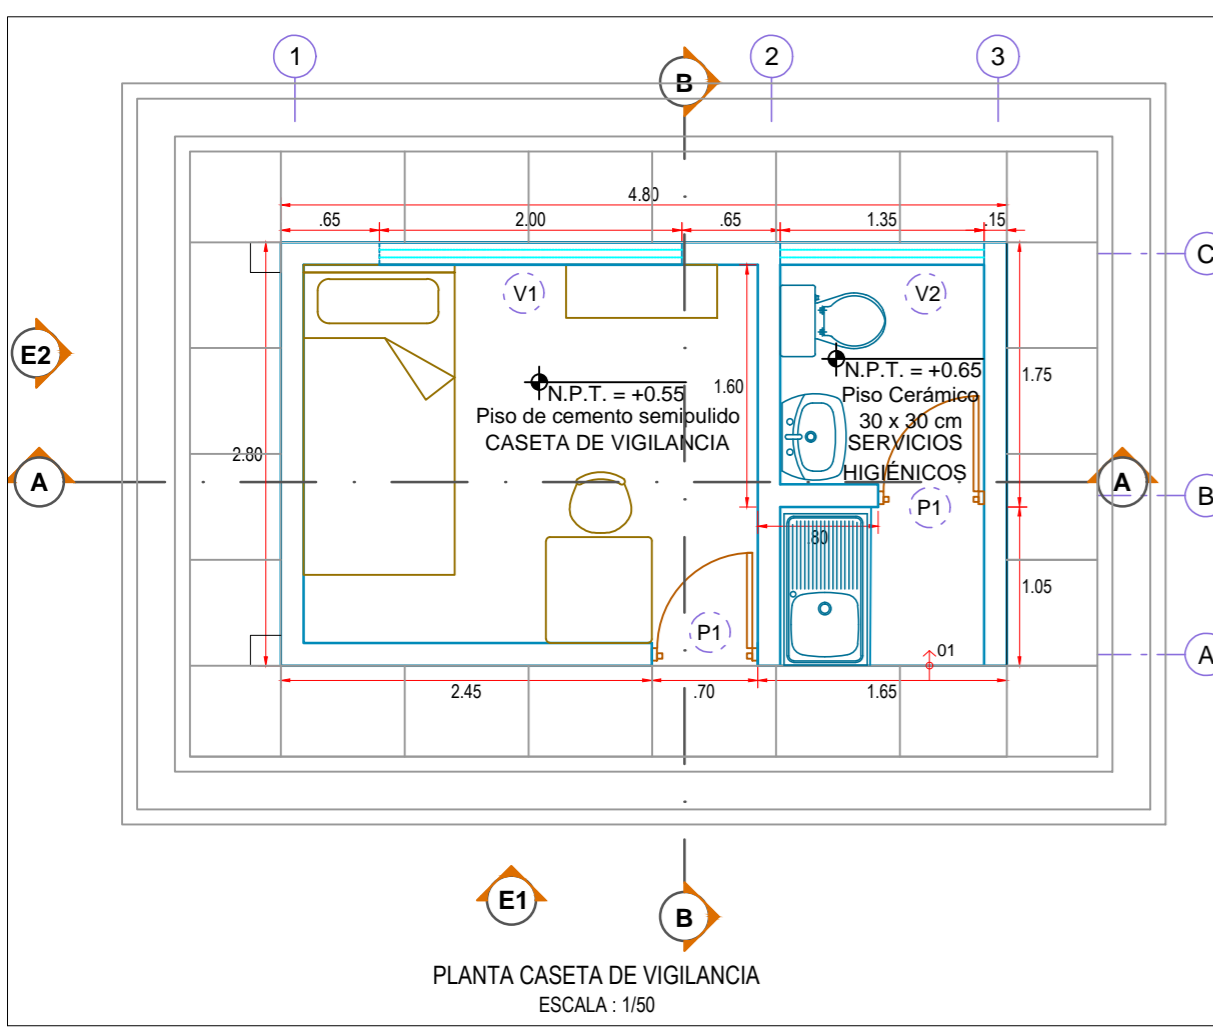 1
2
3
B
4.80
.65
2.00
.65
1.35
.15
C
V1
V2
E2
N.P.T. = +0.65
1.75
Piso Cerámico
N.P.T. = +0.55
1.60
30 x 30 cm
Piso de cemento semipulido
SERVICIOS
CASETA DE VIGILANCIA
2.80
HIGIÉNICOS
A
A
B
P1
.80
1.05
P1
01
A
2.45
.70
1.65
E1
B
PLANTA CASETA DE VIGILANCIA
ESCALA : 1/50